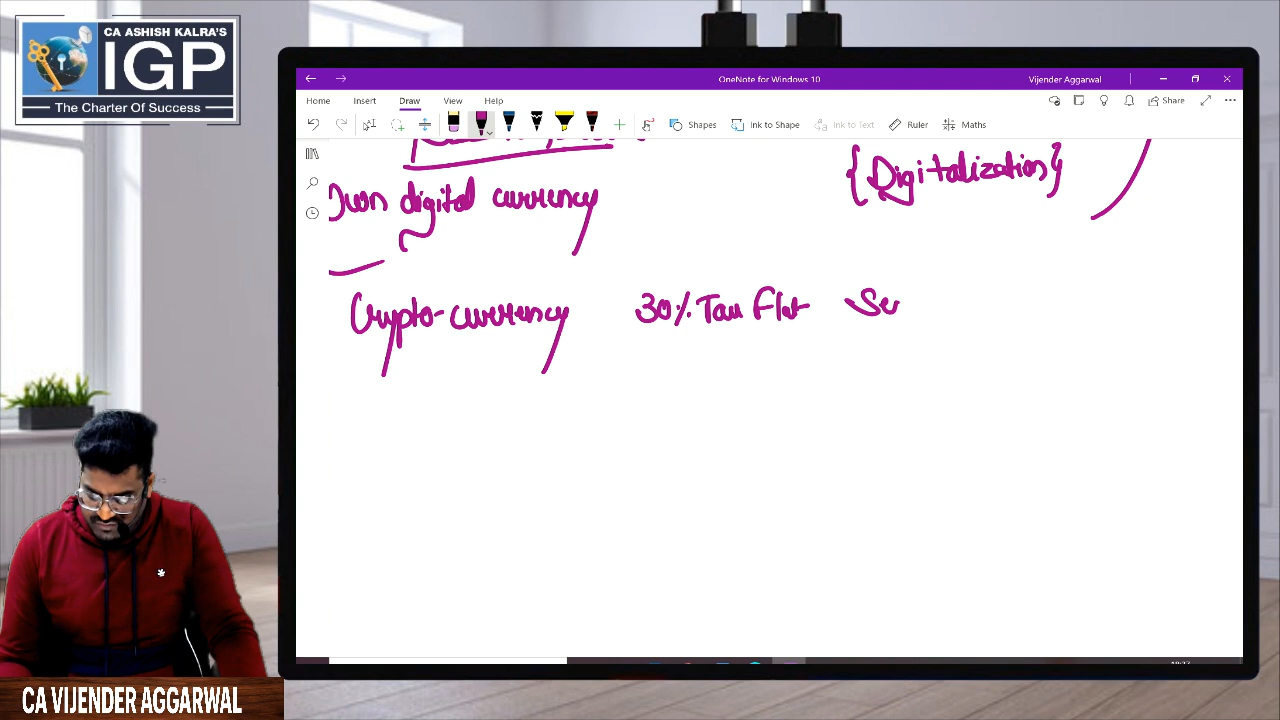 CA ASHISH KALRA'S
IGP
The Charter Of Success
OneNote for Windows 10
Vijender Aggarwal
Home Insert Draw View Help
Share
Shapes Ink to Shape Ink to Text Ruler Maths
{Digitalization}
digital currency
Crypto-currency 30% Tax Flat Se
CA VIJENDER AGGARWAL